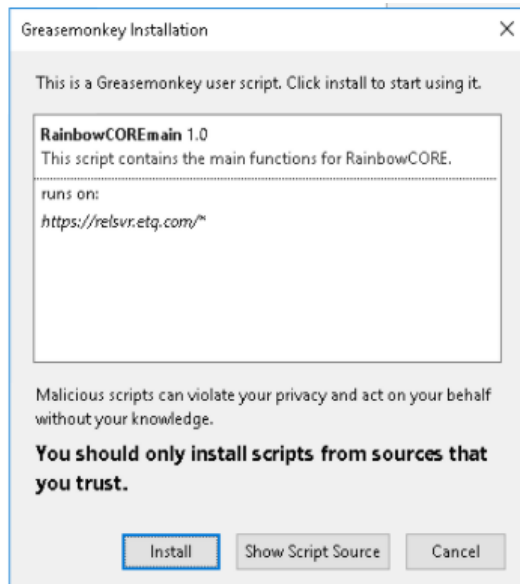 Greasemonkey Installation
This is a Greasemonkey user script. Click install to start using it.
RainbowCOREmain 1.0
This script contains the main functions for RainbowCORE.
runs on:
https://relsvr.etq.com/*
Malicious scripts can violate your privacy and act on your behalf
without your knowledge.
You should only install scripts from sources that
you trust.
Install Show Script Source Cancel